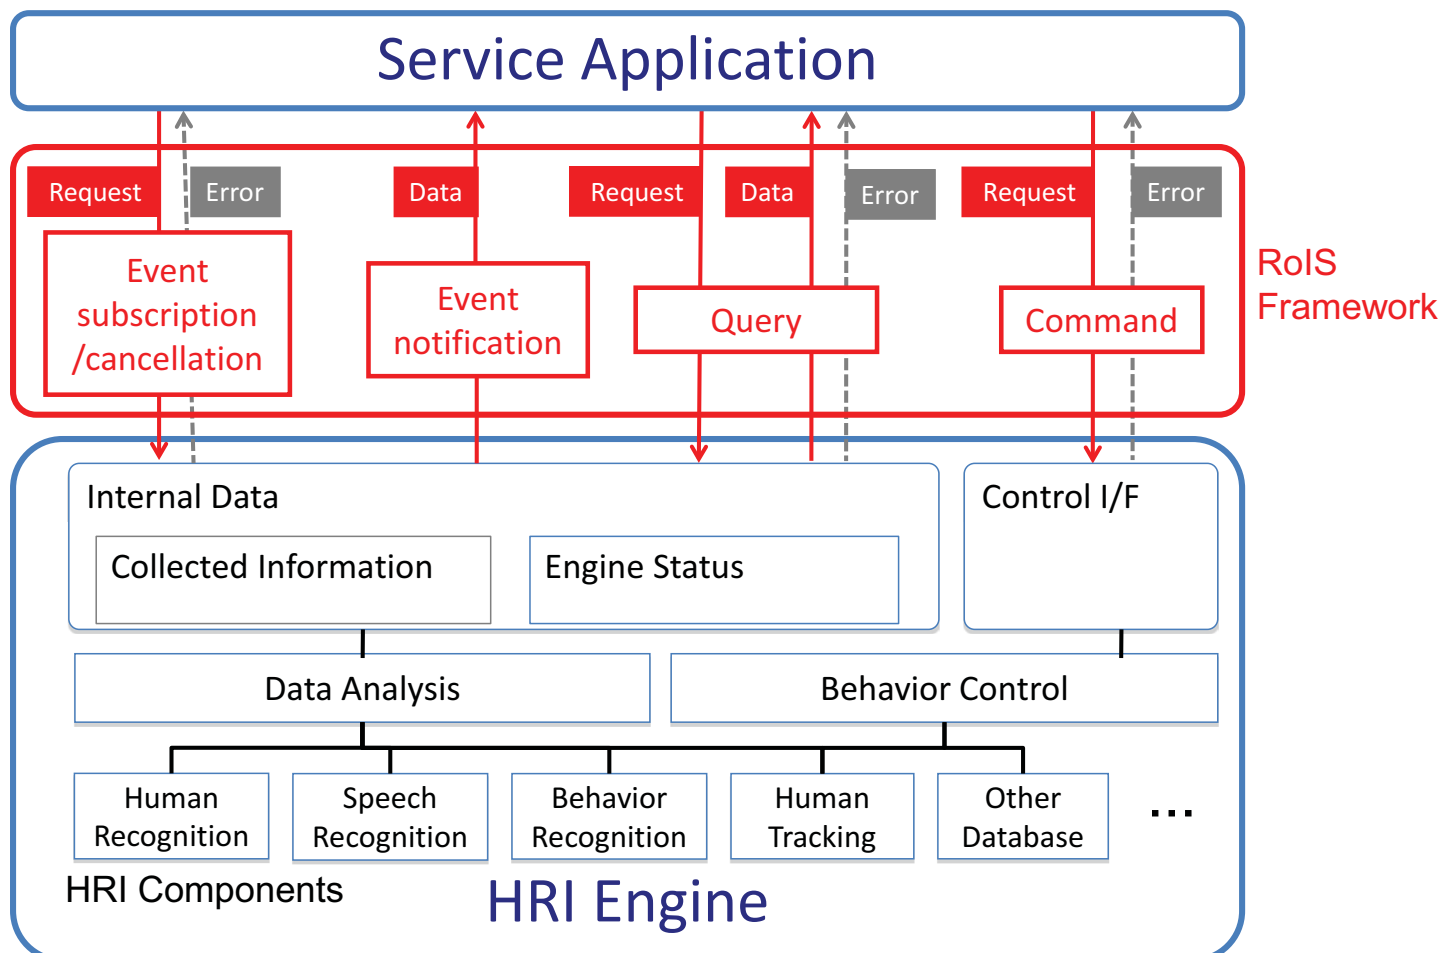 Service Application
Request
Error
Data
Request
Data
Error
Request
Error
Event
subscription
/cancellation
Event
notification
Query
Command
RoIS
Framework
Internal Data
Control I/F
Collected Information
Engine Status
Data Analysis
Behavior Control
Human
Recognition
Speech
Recognition
Behavior
Recognition
Human
Tracking
Other
Database
...
HRI Components
HRI Engine